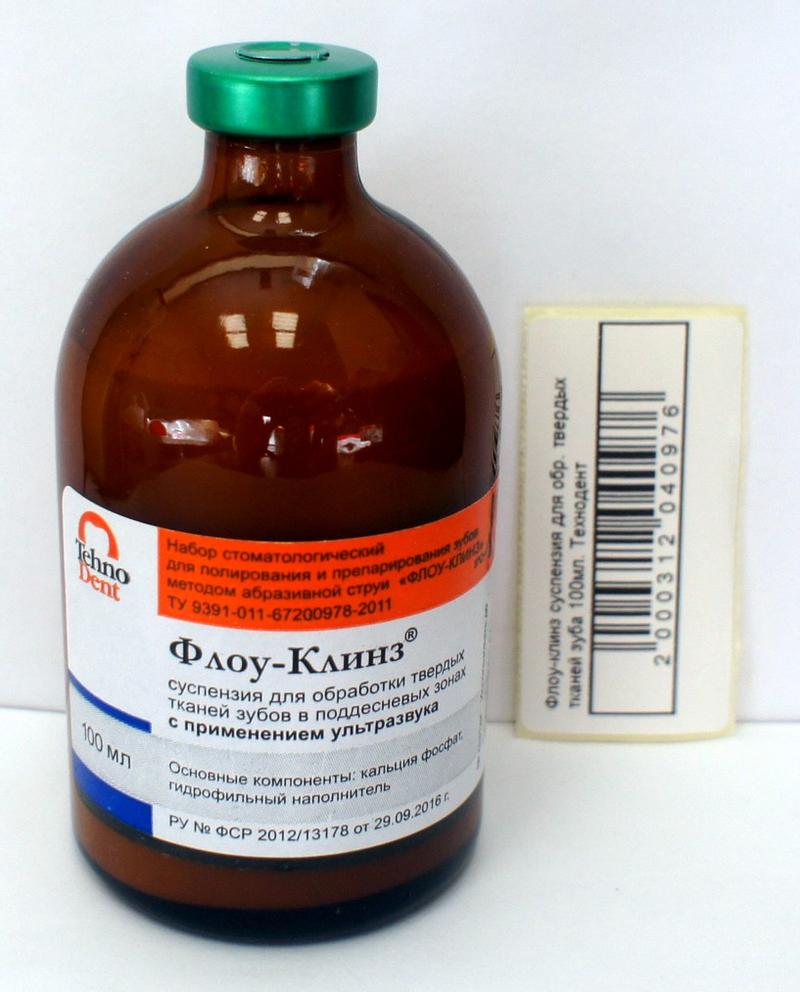 Tehno
Dent
Набор стоматологический
для полирования и препарирования зубов
методом абразивной струи «ФЛОУ-КЛИНЗ»
ТУ 9391-011-67200978-2011
Флоу-Клинз®
суспензия для обработки твердых
тканей зубов в поддесневых зонах
с применением ультразвука
100 мл
Основные компоненты: кальция фосфат,
гидрофильный наполнитель
РУ № ФСР 2012/13178 от 29.09.2016 г.
Флоу-клинз суспензия для обр. твердых
тканей зуба 100мл. Технодент
2000312040976